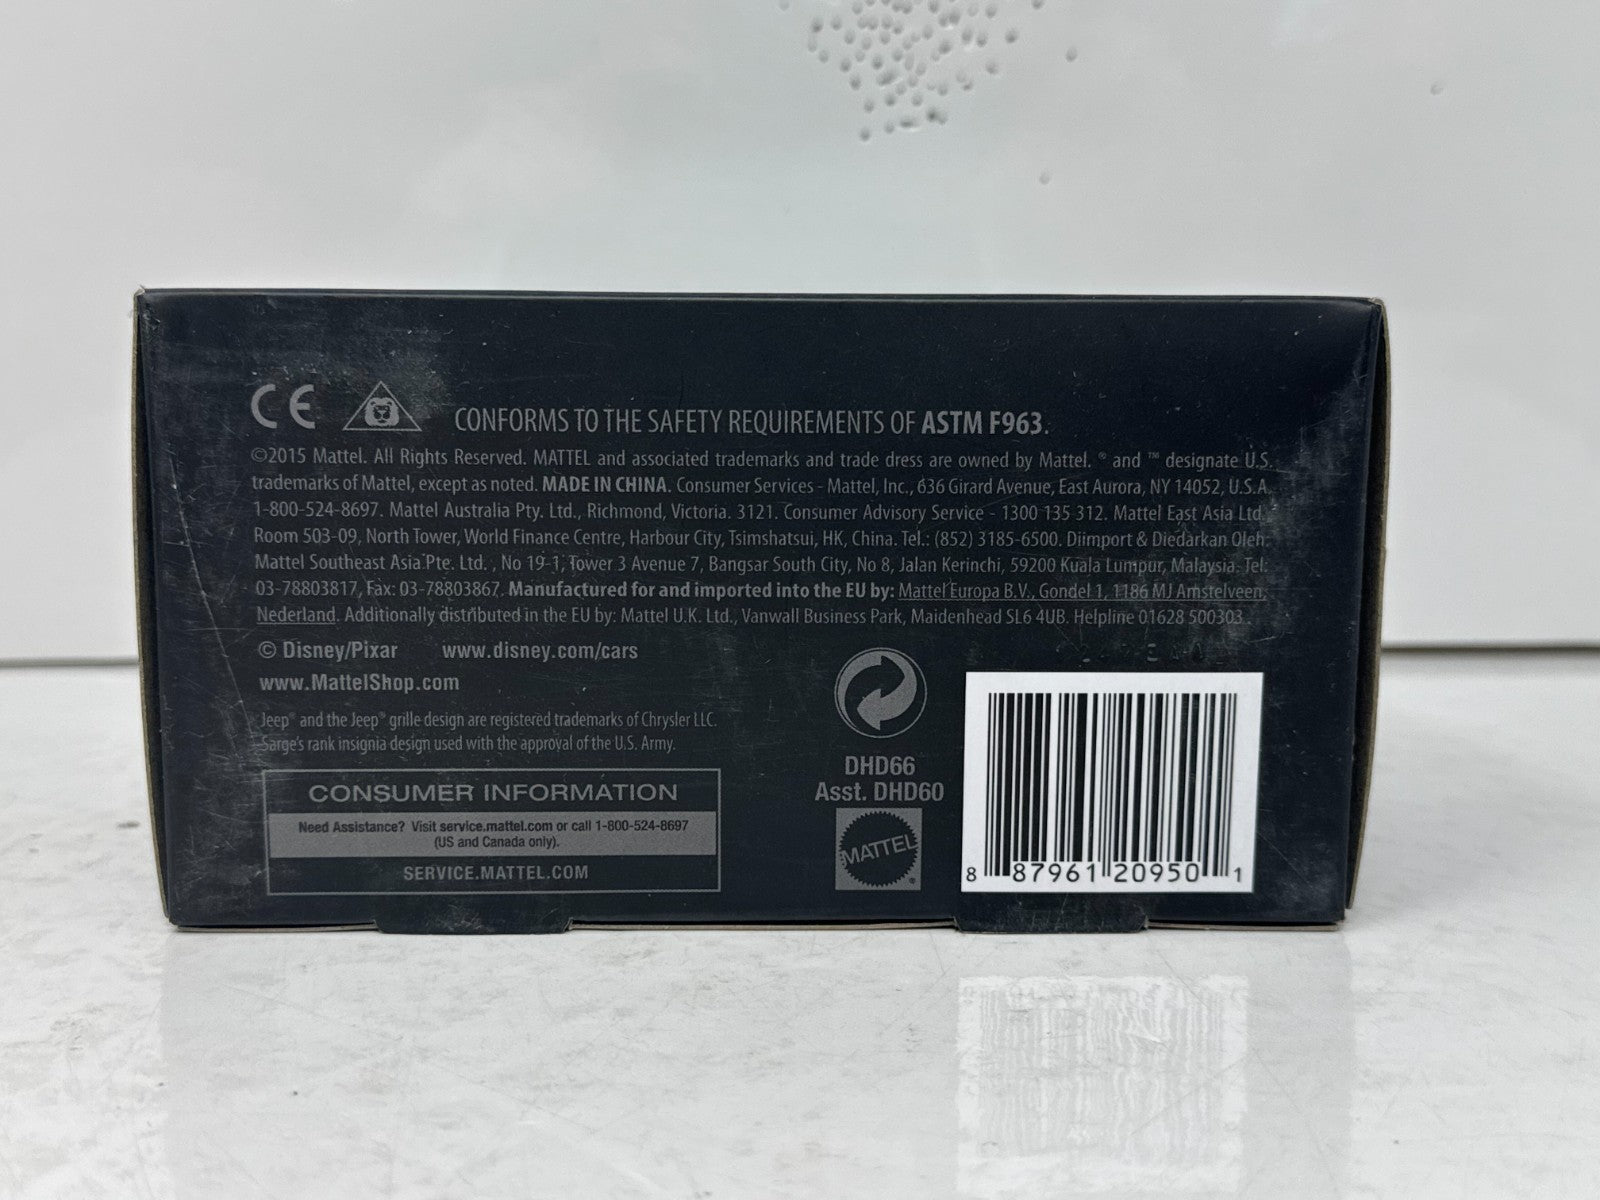 CE
CONFORMS TO THE SAFETY REQUIREMENTS OF ASTM F963.
©2015 Mattel. All Rights Reserved. MATTEL and associated trademarks and trade dress are owned by Mattel. ® and ™ designate U.S.
trademarks of Mattel, except as noted. MADE IN CHINA. Consumer Services - Mattel, Inc., 636 Girard Avenue, East Aurora, NY 14052, U.S.A.
1-800-524-8697. Mattel Australia Pty. Ltd., Richmond, Victoria. 3121. Consumer Advisory Service - 1300 135 312. Mattel East Asia Ltd.
Room 503-09, North Tower, World Finance Centre, Harbour City, Tsimshatsui, HK, China. Tel.: (852) 3185-6500. Diimport & Diedarkan Oleh:
Mattel Southeast Asia Pte. Ltd. , No 19-1, Tower 3 Avenue 7, Bangsar South City, No 8, Jalan Kerinchi, 59200 Kuala Lumpur, Malaysia. Tel:
03-78803817, Fax: 03-78803867. Manufactured for and imported into the EU by: Mattel Europa B.V., Gondel 1, 1186 MJ Amstelveen,
Nederland. Additionally distributed in the EU by: Mattel U.K. Ltd., Vanwall Business Park, Maidenhead SL6 4UB. Helpline 01628 500303.
© Disney/Pixar www.disney.com/cars
www.MattelShop.com
Jeep® and the Jeep® grille design are registered trademarks of Chrysler LLC.
Sarge's rank insignia design used with the approval of the U.S. Army.
CONSUMER INFORMATION
Need Assistance? Visit service.mattel.com or call 1-800-524-8697
(US and Canada only).
SERVICE.MATTEL.COM
DHD66
Asst. DHD60
MATTEL®
8 87961 20950 1